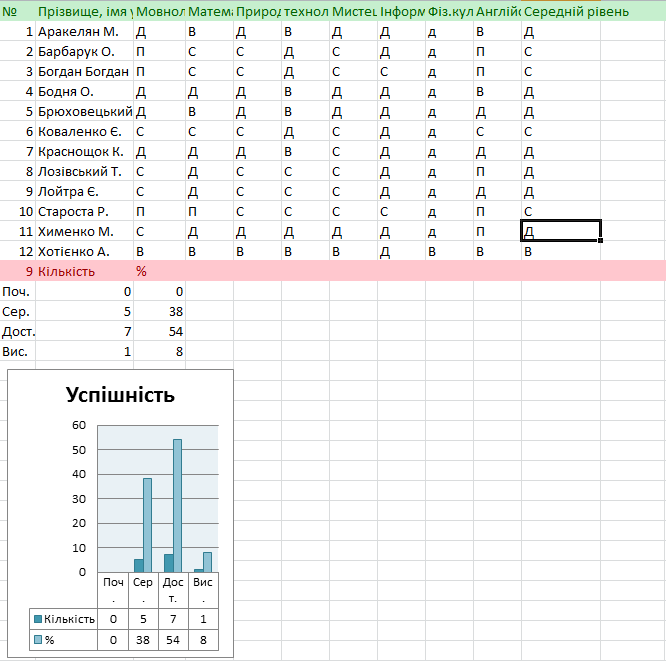 № Прізвище, імя у Мовнол Матема Природ технол Мистец Інформ Фіз.кул Англійс Середній рівень
1 Аракелян М. Д В Д В Д Д д В Д
2 Барбарук О. П С С Д С Д д П С
3 Богдан Богдан П С С Д С С д П С
4 Бодня О. Д Д Д В Д Д д В Д
5 Брюховецький Д В Д В Д Д д Д Д
6 Коваленко Є. С С С Д С Д д С С
7 Краснощок К. Д Д Д В С Д д Д Д
8 Лозівський Т. С Д С С С Д д П Д
9 Лойтра Є. С Д С С С Д д Д Д
10 Староста Р. П П С С С С д П С
11 Хименко М. С Д Д Д Д Д д П Д
12 Хотієнко А. В В В В В Д В В В
9 Кількість %
Поч. 0 0
Сер. 5 38
Дост. 7 54
Вис. 1 8
Успішність
60
50
40
30
20
10
0
Поч. Сер. Дост. Вис.
Кількість 0 5 7 1
% 0 38 54 8